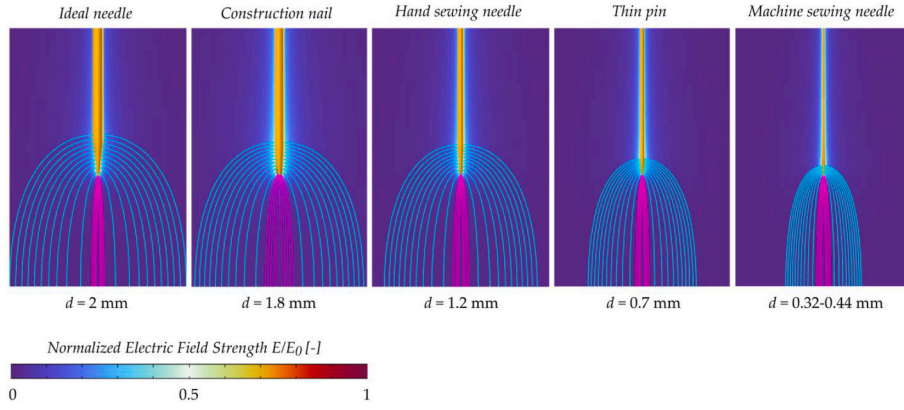 Ideal needle
Construction nail
Hand sewing needle
Thin pin
Machine sewing needle
d = 2 mm
d = 1.8 mm
d = 1.2 mm
d = 0.7 mm
d = 0.32-0.44 mm
Normalized Electric Field Strength E/E0 [-]
0
0.5
1